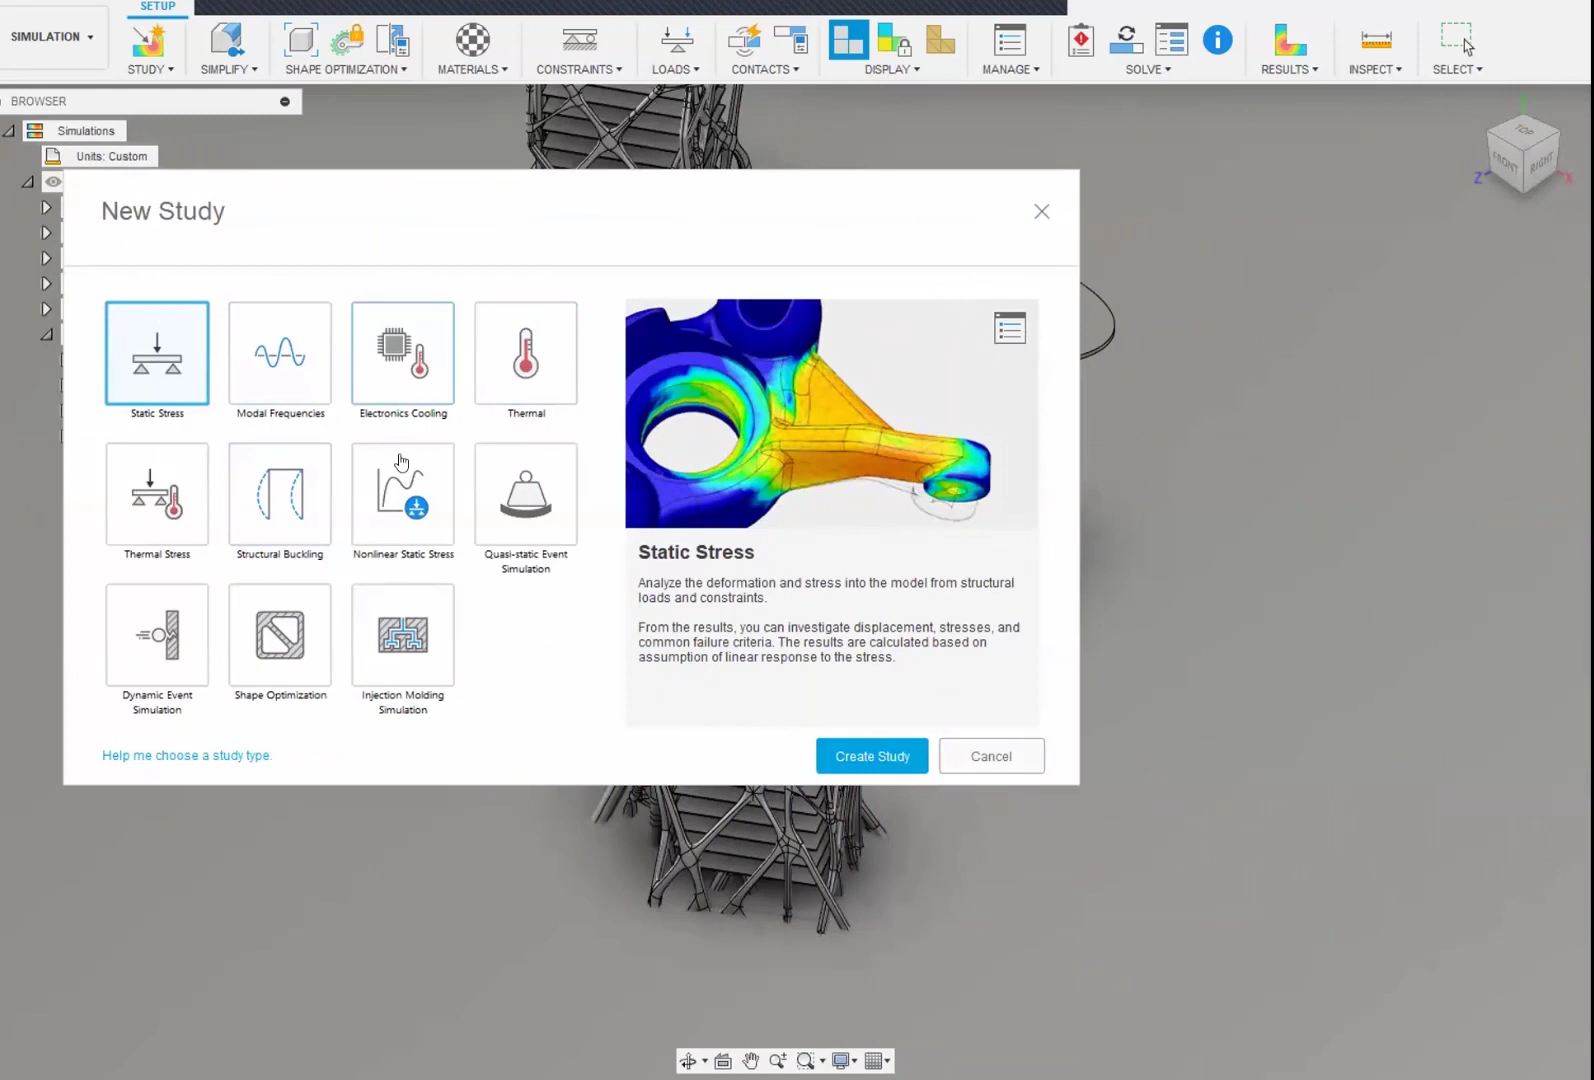 SETUP
SIMULATION
STUDY
SIMPLIFY
SHAPE OPTIMIZATION
MATERIALS
CONSTRAINTS
LOADS
CONTACTS
DISPLAY
MANAGE
SOLVE
RESULTS
INSPECT
SELECT
BROWSER
Simulations
Units: Custom
TOP
FRONT
RIGHT
Z
X
New Study
Static Stress
Modal Frequencies
Electronics Cooling
Thermal
Thermal Stress
Structural Buckling
Nonlinear Static Stress
Quasi-static Event
Simulation
Dynamic Event
Simulation
Shape Optimization
Injection Molding
Simulation
Static Stress
Analyze the deformation and stress into the model from structural
loads and constraints.
From the results, you can investigate displacement, stresses, and
common failure criteria. The results are calculated based on
assumption of linear response to the stress.
Help me choose a study type.
Create Study
Cancel